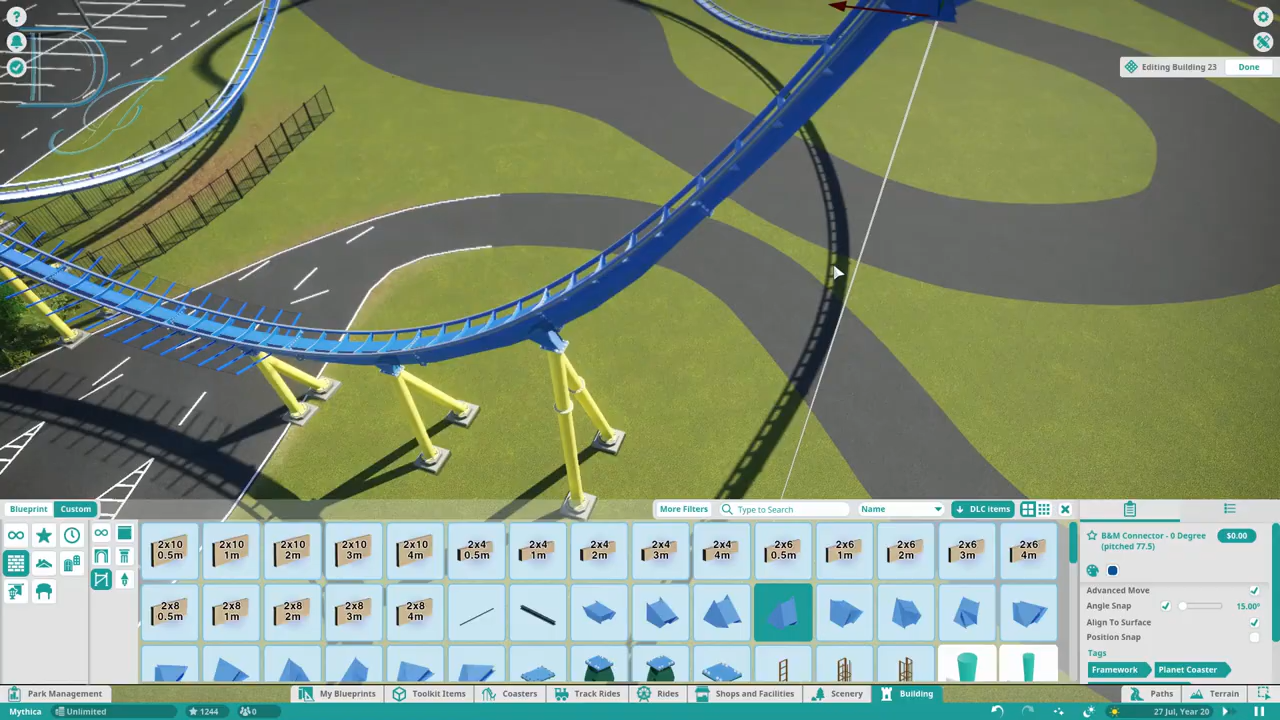 Editing Building 23 Done
Blueprint Custom More Filters Type to Search Name DLC items
2x10 0.5m 2x10 1m 2x10 2m 2x10 3m 2x10 4m 2x4 0.5m 2x4 1m 2x4 2m 2x4 3m 2x4 4m 2x6 0.5m 2x6 1m 2x6 2m 2x6 3m 2x6 4m
2x8 0.5m 2x8 1m 2x8 2m 2x8 3m 2x8 4m
B&M Connector - 0 Degree (pitched 77.5) $0.00
Advanced Move
Angle Snap 15.00°
Align To Surface
Position Snap
Tags
Framework Planet Coaster
Park Management My Blueprints Toolkit Items Coasters Track Rides Rides Shops and Facilities Scenery Building Paths Terrain
Mythica Unlimited 1244 0 27 Jul, Year 20